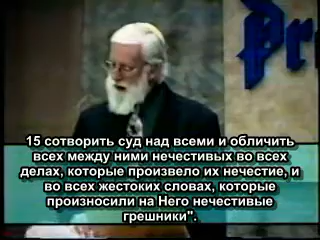 Pr
15 сотворить суд над всеми и обличить
всех между ними нечестивых во всех
делах, которые произвело их нечестие, и
во всех жестоких словах, которые
произносили на Него нечестивые
грешники".